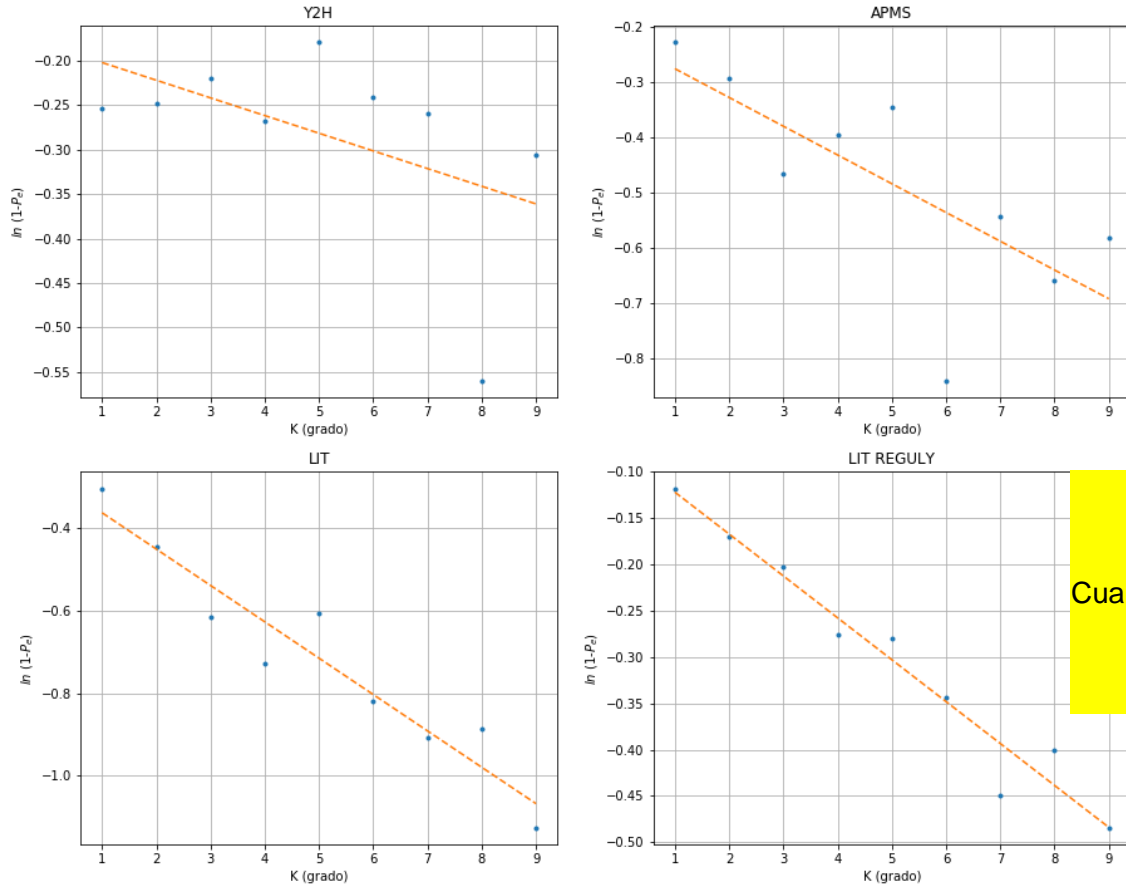 Y2H
APMS
ln (1-Pe)
−0.20
−0.25
−0.30
−0.35
−0.40
−0.45
−0.50
−0.55
1 2 3 4 5 6 7 8 9
K (grado)
ln (1-Pe)
−0.2
−0.3
−0.4
−0.5
−0.6
−0.7
−0.8
1 2 3 4 5 6 7 8 9
K (grado)
LIT
LIT REGULY
ln (1-Pe)
−0.4
−0.6
−0.8
−1.0
1 2 3 4 5 6 7 8 9
K (grado)
ln (1-Pe)
−0.10
−0.15
−0.20
−0.25
−0.30
−0.35
−0.40
−0.45
−0.50
1 2 3 4 5 6 7 8 9
K (grado)
Cua